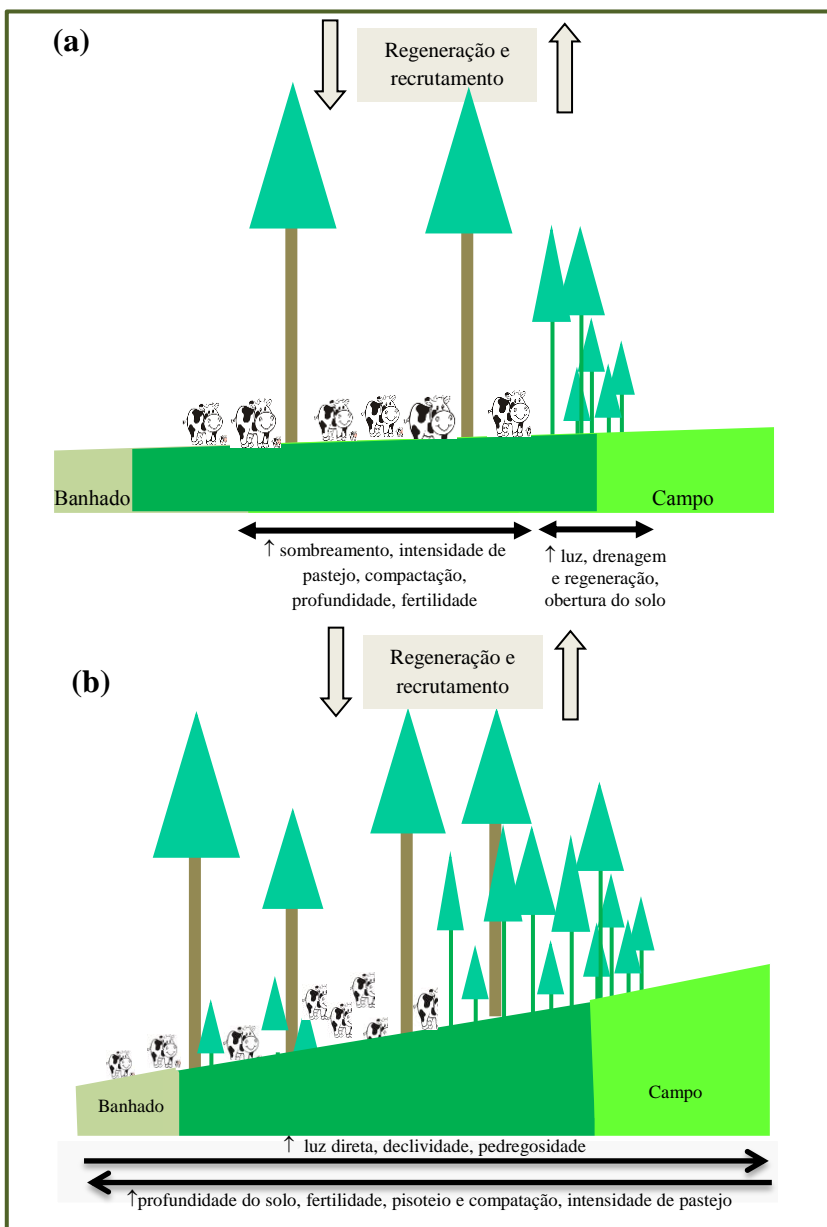 (a)
Regeneração e
recrutamento
Banhado
Campo
↑ sombreamento, intensidade de
pastejo, compactação,
profundidade, fertilidade
↑ luz, drenagem
e regeneração,
obertura do solo
(b)
Regeneração e
recrutamento
Banhado
Campo
↑ luz direta, declividade, pedregosidade
↑profundidade do solo, fertilidade, pisoteio e compatação, intensidade de pastejo